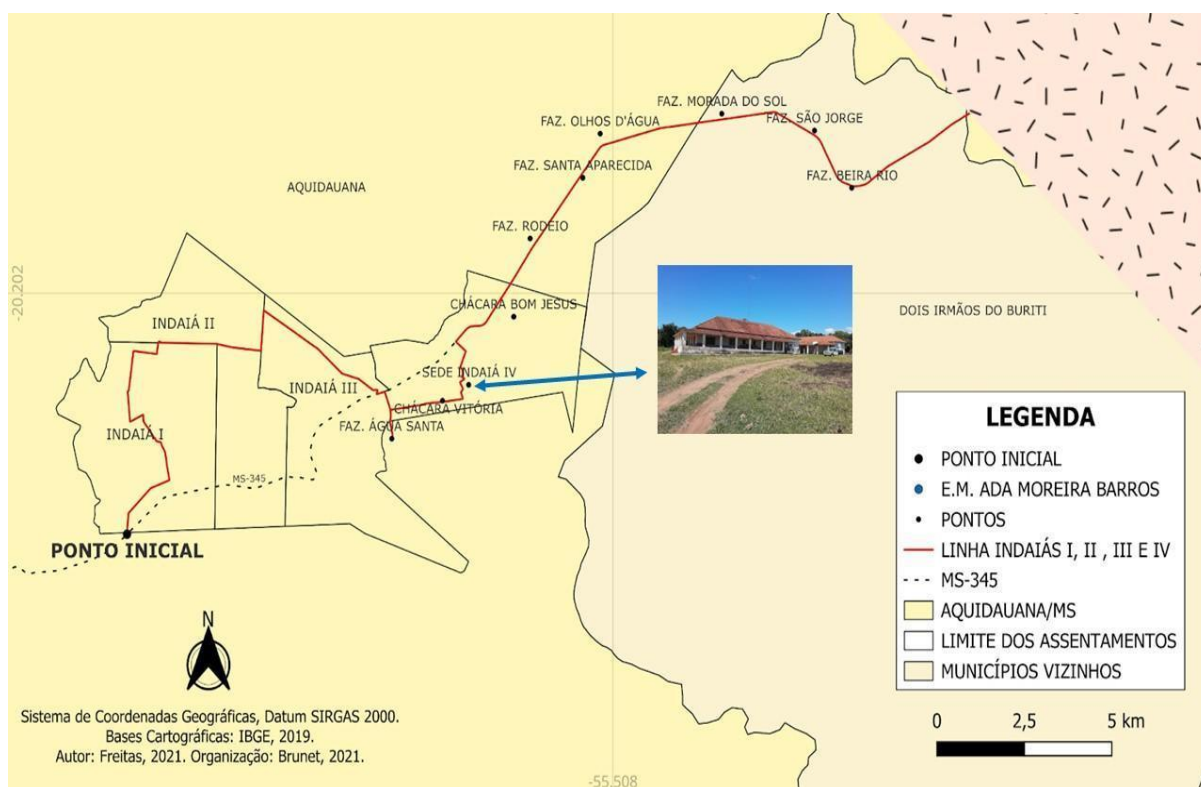 FAZ. MORADA DO SOL
FAZ. OLHOS D'ÁGUA
FAZ. SÃO JORGE
FAZ. SANTA APARECIDA
FAZ. BEIRA RIO
AQUIDAUANA
FAZ. RODEIO
-20.202
CHÁCARA BOM JESUS
DOIS IRMÃOS DO BURITI
INDAIÁ II
SEDE INDAIÁ IV
INDAIÁ III
CHÁCARA VITÓRIA
FAZ. ÁGUA SANTA
INDAIÁ I
MS-345
PONTO INICIAL
LEGENDA
PONTO INICIAL
E.M. ADA MOREIRA BARROS
PONTOS
LINHA INDAIÁS I, II , III E IV
MS-345
AQUIDAUANA/MS
LIMITE DOS ASSENTAMENTOS
MUNICÍPIOS VIZINHOS
N
Sistema de Coordenadas Geográficas, Datum SIRGAS 2000.
Bases Cartográficas: IBGE, 2019.
Autor: Freitas, 2021. Organização: Brunet, 2021.
0 2,5 5 km
-55.508